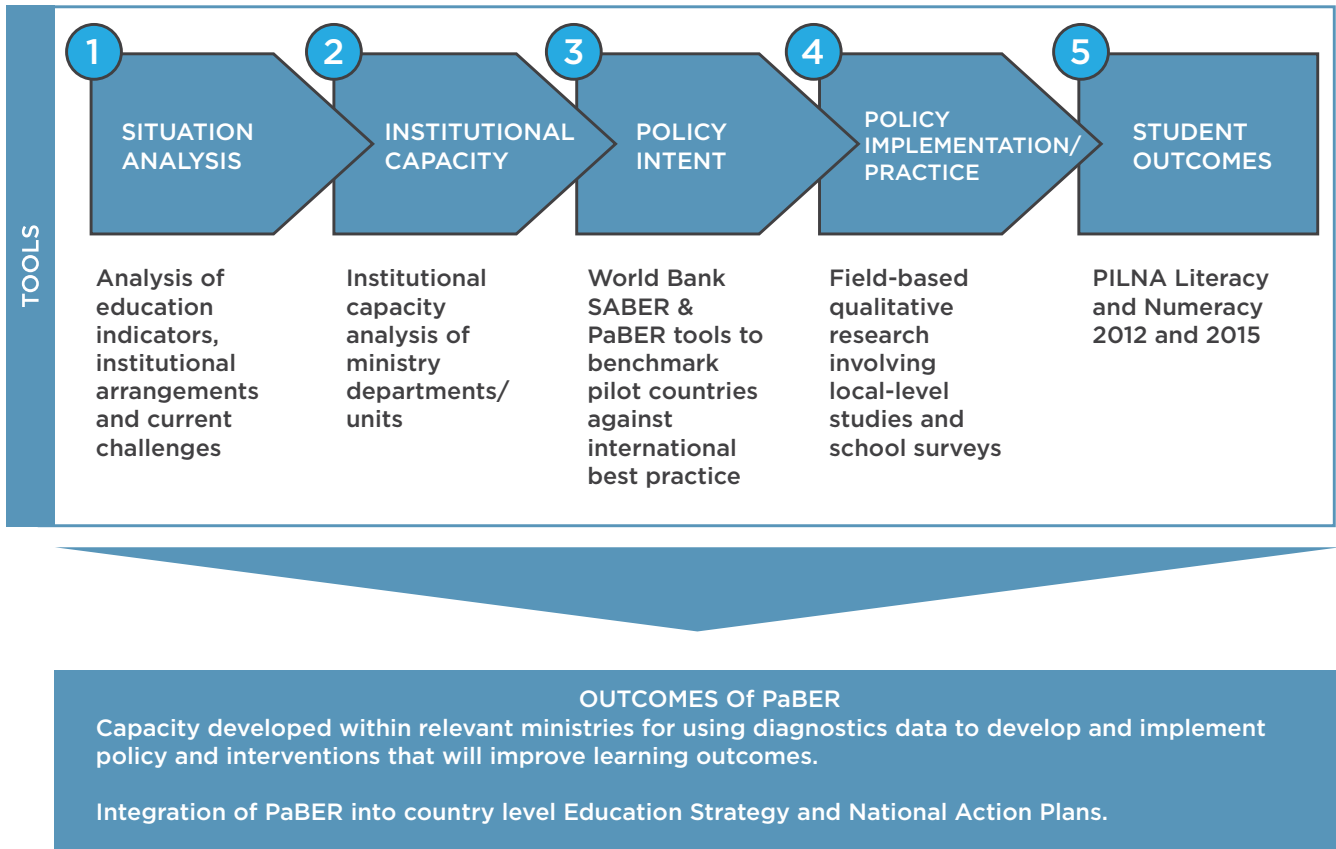 TOOLS
1
SITUATION
ANALYSIS
Analysis of
education
indicators,
institutional
arrangements
and current
challenges
2
INSTITUTIONAL
CAPACITY
Institutional
capacity
analysis of
ministry
departments/
units
3
POLICY
INTENT
World Bank
SABER &
PaBER tools to
benchmark
pilot countries
against
international
best practice
4
POLICY
IMPLEMENTATION/
PRACTICE
Field-based
qualitative
research
involving
local-level
studies and
school surveys
5
STUDENT
OUTCOMES
PILNA Literacy
and Numeracy
2012 and 2015
OUTCOMES Of PaBER
Capacity developed within relevant ministries for using diagnostics data to develop and implement
policy and interventions that will improve learning outcomes.
Integration of PaBER into country level Education Strategy and National Action Plans.